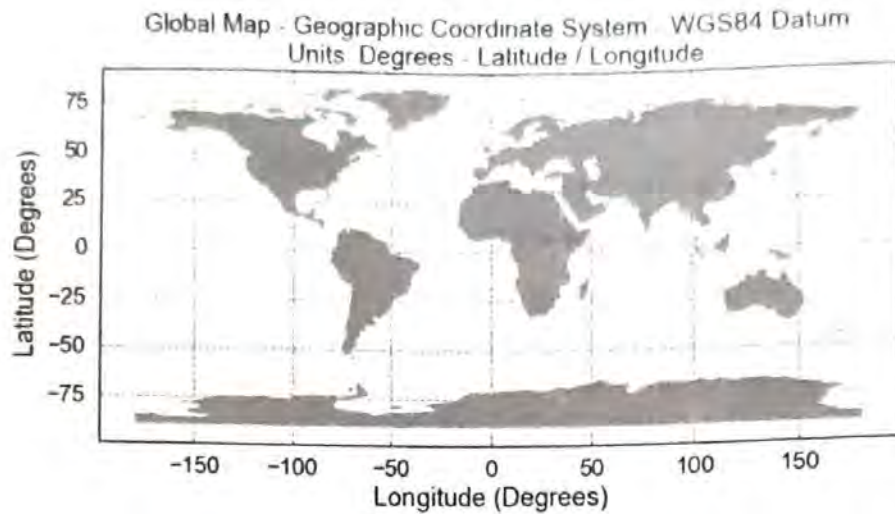 Global Map - Geographic Coordinate System - WGS84 Datum
Units Degrees - Latitude / Longitude
75
50
25
0
−25
−50
−75
Latitude (Degrees)
−150 −100 −50 0 50 100 150
Longitude (Degrees)